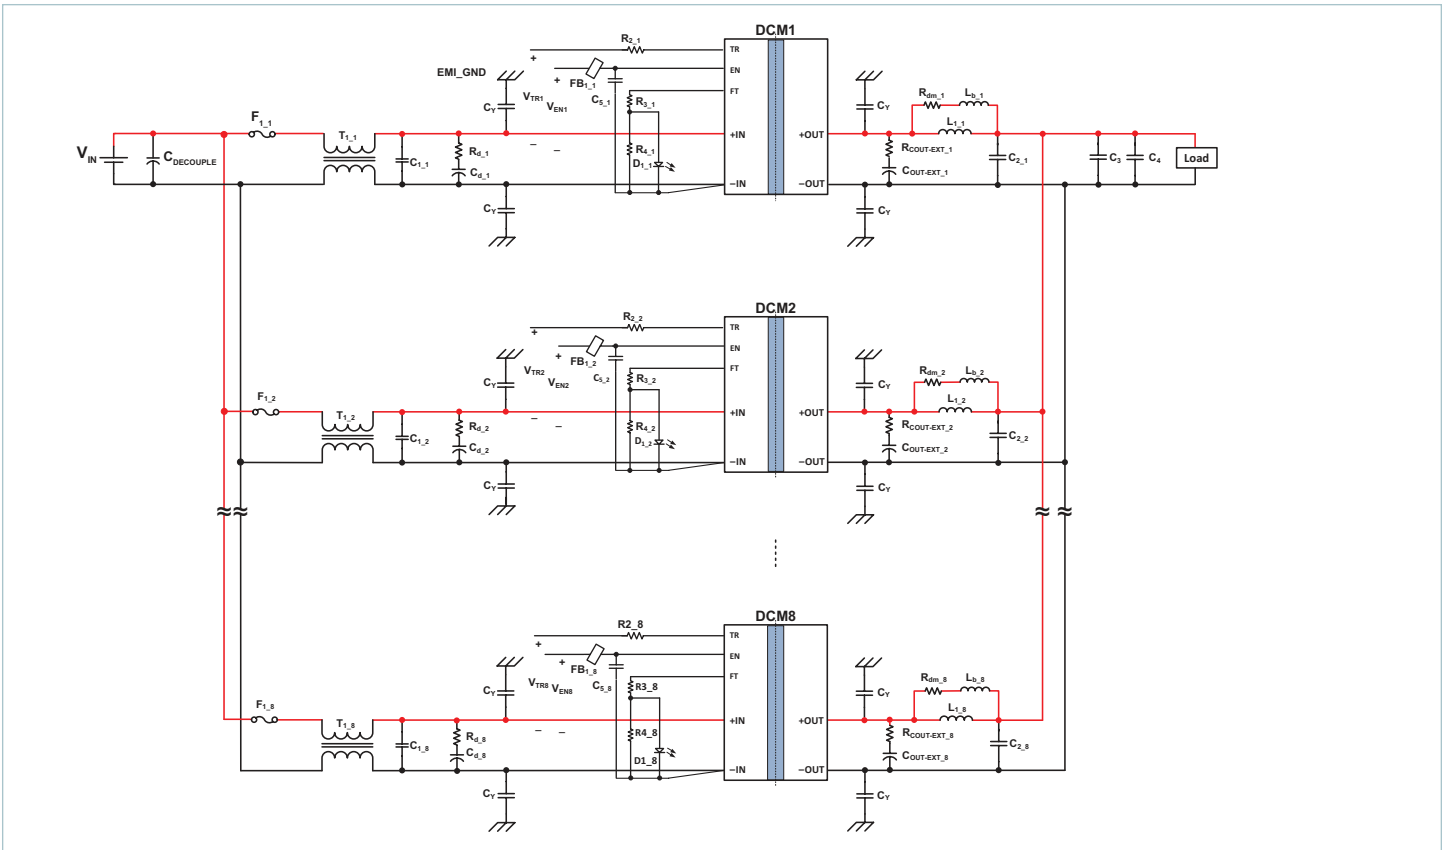 DCM1
R2_1
TR
+
EMI_GND
FB1_1
EN
+
VTR1
VEN1
C5_1
FT
CY
R3_1
F1_1
T1_1
+IN
+OUT
CY
Rdm_1
Lb_1
L1_1
VIN
CDECOUPLE
C1_1
Rd_1
Cd_1
–
–
R4_1
D1_1
–IN
–OUT
RCOUT-EXT_1
COUT-EXT_1
C2_1
C3
C4
Load
CY
CY
DCM2
R2_2
TR
+
FB1_2
EN
+
VTR2
VEN2
C5_2
FT
CY
R3_2
F1_2
T1_2
+IN
+OUT
CY
Rdm_2
Lb_2
L1_2
C1_2
Rd_2
Cd_2
–
–
R4_2
D1_2
–IN
–OUT
RCOUT-EXT_2
COUT-EXT_2
C2_2
CY
CY
DCM8
R2_8
TR
+
FB1_8
EN
+
VTR8
VEN8
C5_8
FT
CY
R3_8
F1_8
T1_8
+IN
+OUT
CY
Rdm_8
Lb_8
L1_8
C1_8
Rd_8
Cd_8
–
–
R4_8
D1_8
–IN
–OUT
RCOUT-EXT_8
COUT-EXT_8
C2_8
CY
CY